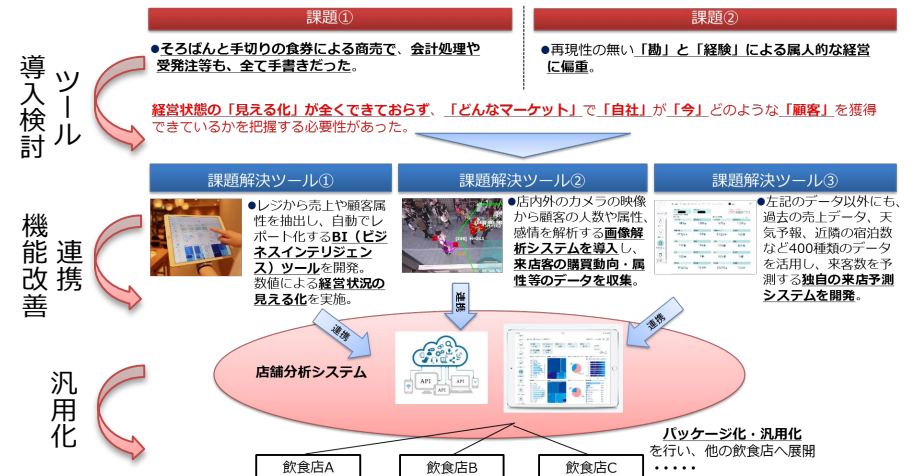 課題①
課題②
ツール
導入検討
●そろばんと手切りの食券による商売で、会計処理や
受発注等も、全て手書きだった。
●再現性の無い「勘」と「経験」による属人的な経営
に偏重。
経営状態の「見える化」が全くできておらず、「どんなマーケット」で「自社」が「今」どのような「顧客」を獲得
できているかを把握する必要性があった。
連携
機能改善
課題解決ツール①
●レジから売上や顧客属
性を抽出し、自動でレ
ポート化するBI（ビジ
ネスインテリジェン
ス）ツールを開発。
数値による経営状況の
見える化を実施。
課題解決ツール②
●店内外のカメラの映像
から顧客の人数や属性、
感情を解析する画像解
析システムを導入し、
来店客の購買動向・属
性等のデータを収集。
課題解決ツール③
●左記のデータ以外にも、
過去の売上データ、天
気予報、近隣の宿泊数
など400種類のデータ
を活用し、来客数を予
測する独自の来店予測
システムを開発。
連携
連携
連携
汎用化
店舗分析システム
API
API
API
パッケージ化・汎用化
を行い、他の飲食店へ展開
飲食店A
飲食店B
飲食店C
・・・・・